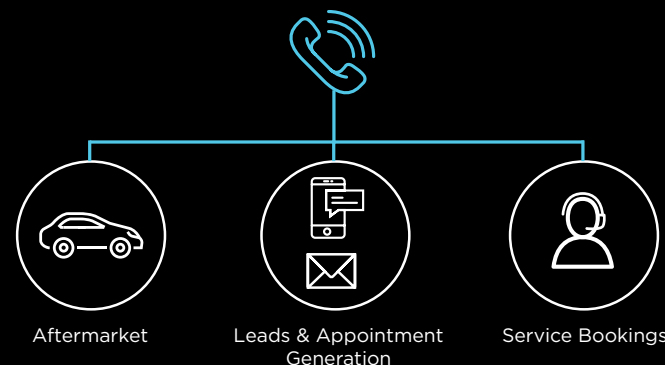 Aftermarket
Leads & Appointment
Generation
Service Bookings